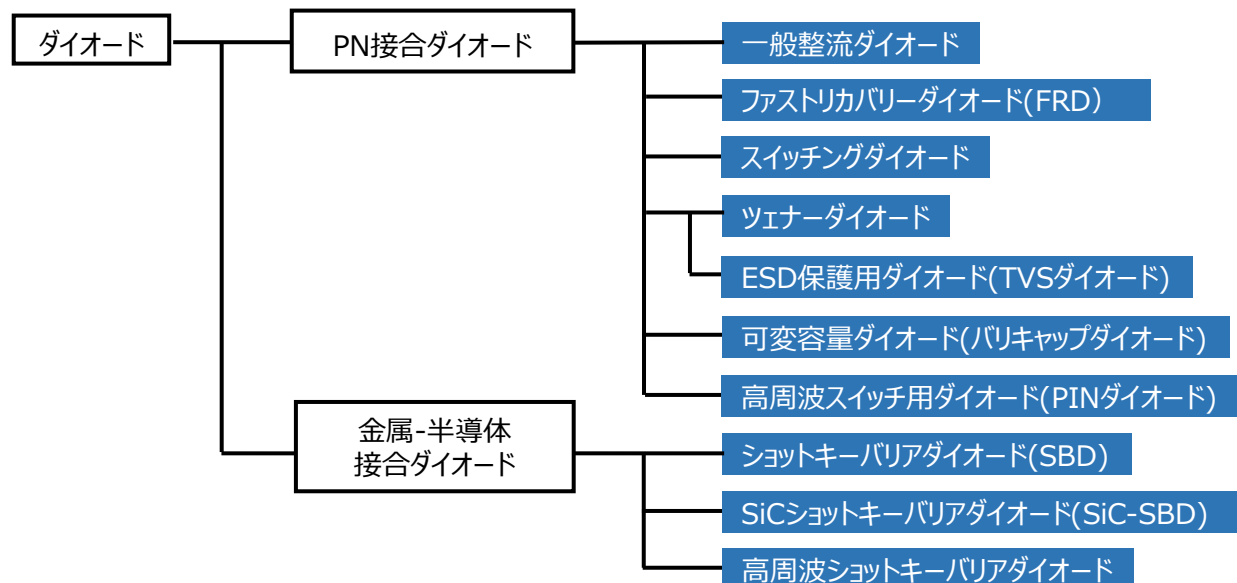 ダイオード
PN接合ダイオード
一般整流ダイオード
ファストリカバリーダイオード(FRD）
スイッチングダイオード
ツェナーダイオード
ESD保護用ダイオード(TVSダイオード)
可変容量ダイオード(バリキャップダイオード)
高周波スイッチ用ダイオード(PINダイオード)
金属-半導体
接合ダイオード
ショットキーバリアダイオード(SBD)
SiCショットキーバリアダイオード(SiC-SBD)
高周波ショットキーバリアダイオード